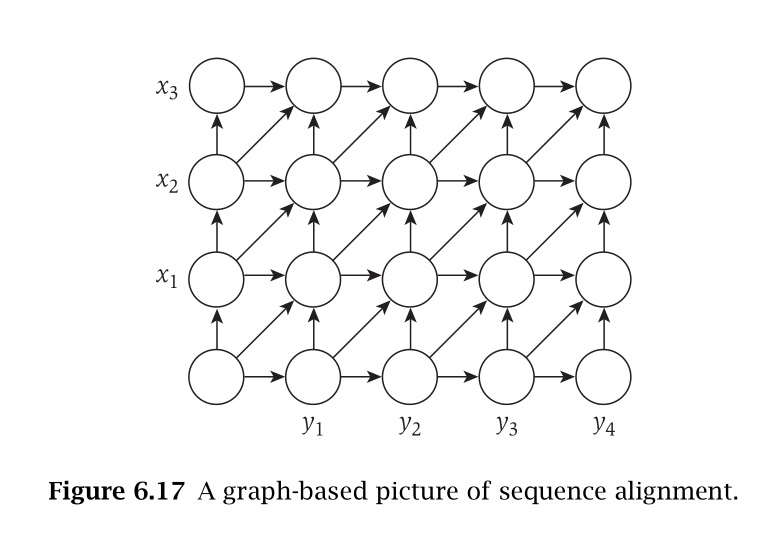 x₃
x₂
x₁
y₁ y₂ y₃ y₄
Figure 6.17 A graph-based picture of sequence alignment.